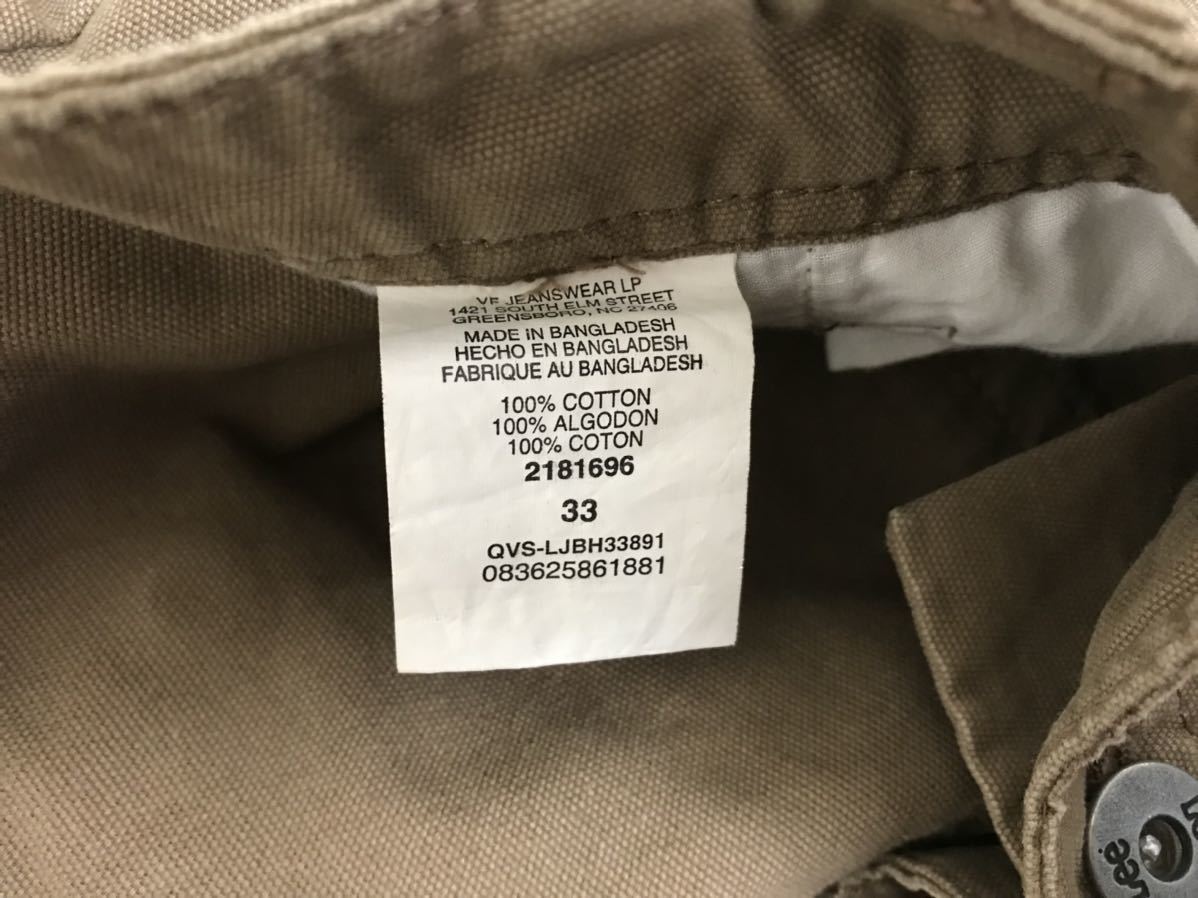 VF JEANSWEAR LP
1421 SOUTH ELM STREET
GREENSBORO, NC 27406
MADE IN BANGLADESH
HECHO EN BANGLADESH
FABRIQUE AU BANGLADESH
100% COTTON
100% ALGODON
100% COTON
2181696
33
QVS-LJBH33891
083625861881
Lee